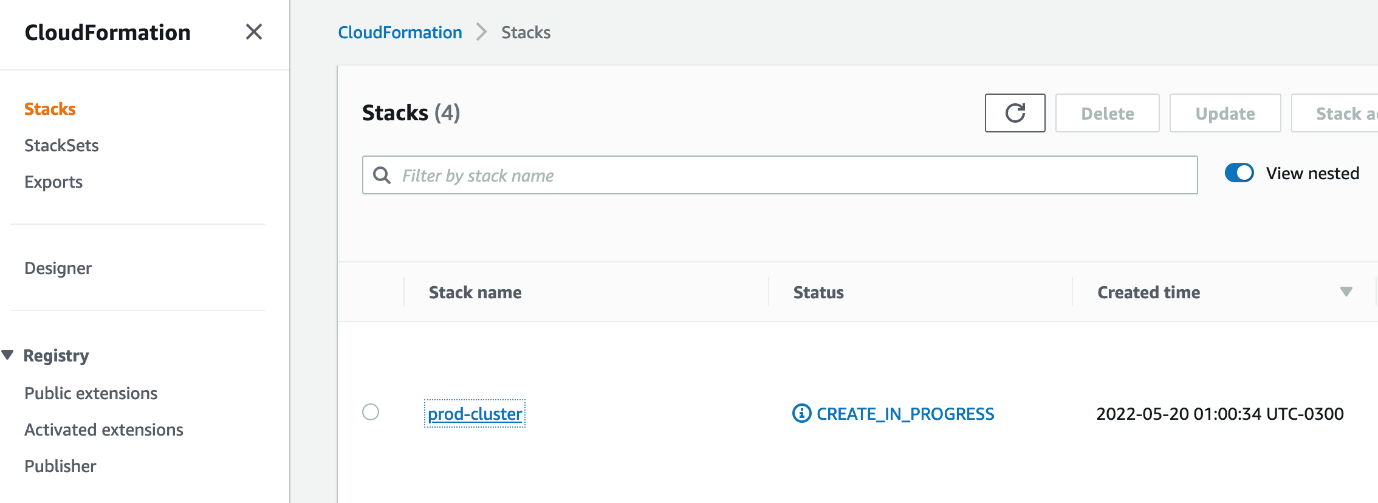 CloudFormation
Stacks
StackSets
Exports
Designer
Registry
Public extensions
Activated extensions
Publisher
CloudFormation Stacks
Stacks (4)
Delete
Update
Stack
Filter by stack name
View nested
Stack name Status Created time
prod-cluster CREATE_IN_PROGRESS 2022-05-20 01:00:34 UTC-0300